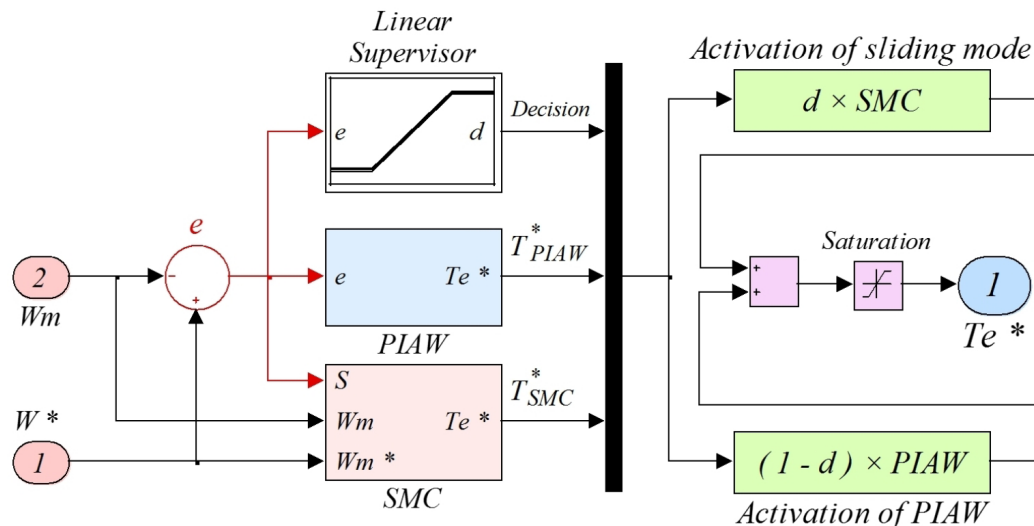 Linear
Supervisor
e
d
Decision
Activation of sliding mode
d × SMC
e
-
+
2
Wm
W *
1
e
Te *
T*PIAW
PIAW
S
Wm
Wm *
Te *
T*SMC
SMC
+
+
Saturation
1
Te *
( 1 - d ) × PIAW
Activation of PIAW